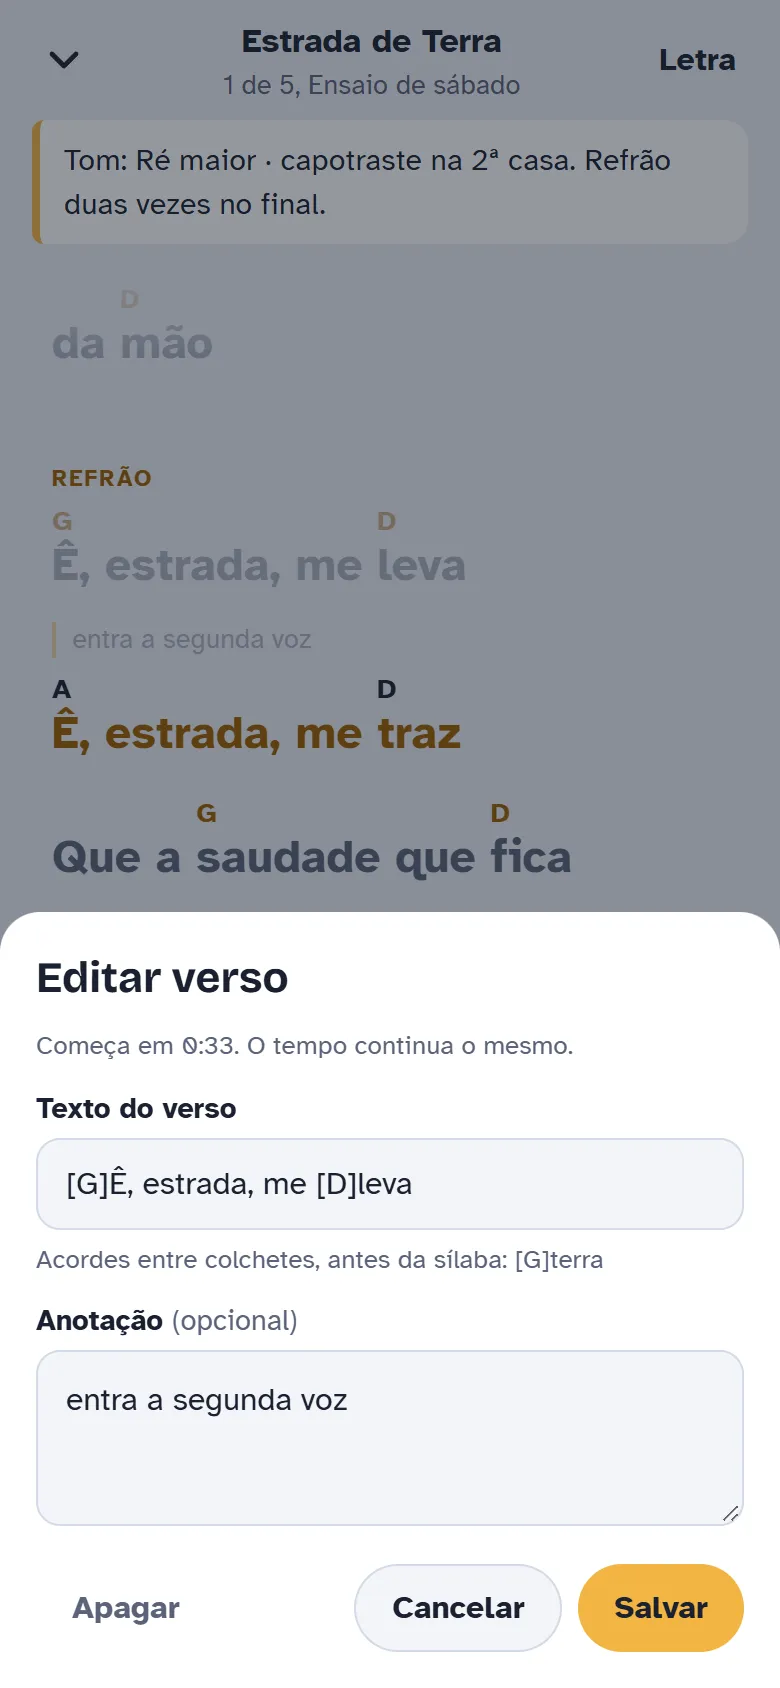 Estrada de Terra
1 de 5, Ensaio de sábado
Letra
Tom: Ré maior · capotraste na 2ª casa. Refrão
duas vezes no final.
D
da mão
REFRÃO
G D
Ê, estrada, me leva
entra a segunda voz
A D
Ê, estrada, me traz
G D
Que a saudade que fica
Editar verso
Começa em 0:33. O tempo continua o mesmo.
Texto do verso
[G]Ê, estrada, me [D]leva
Acordes entre colchetes, antes da sílaba: [G]terra
Anotação (opcional)
entra a segunda voz
Apagar
Cancelar
Salvar